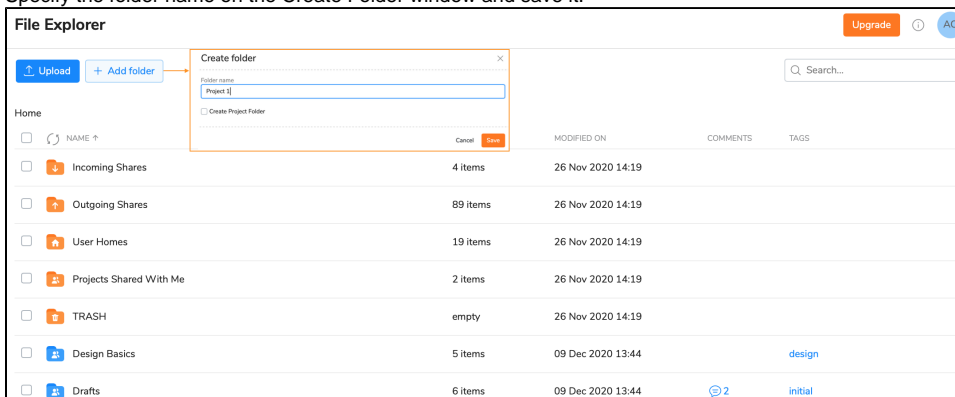 Specify the folder name on the Create Folder window and save it.
File Explorer
Upgrade
Upload
+ Add folder
Create folder
Folder name
Project 1
Create Project Folder
Cancel Save
Search...
Home
NAME MODIFIED ON COMMENTS TAGS
Incoming Shares 4 items 26 Nov 2020 14:19
Outgoing Shares 89 items 26 Nov 2020 14:19
User Homes 19 items 26 Nov 2020 14:19
Projects Shared With Me 2 items 26 Nov 2020 14:19
TRASH empty 26 Nov 2020 14:19
Design Basics 5 items 09 Dec 2020 13:44 design
Drafts 6 items 09 Dec 2020 13:44 2 initial